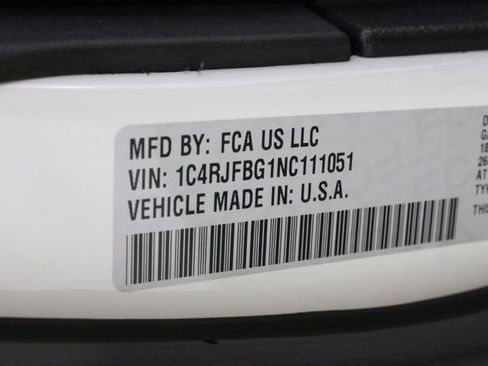 MFD BY: FCA US LLC
VIN: 1C4RJFBG1NC111051
VEHICLE MADE IN: U.S.A.